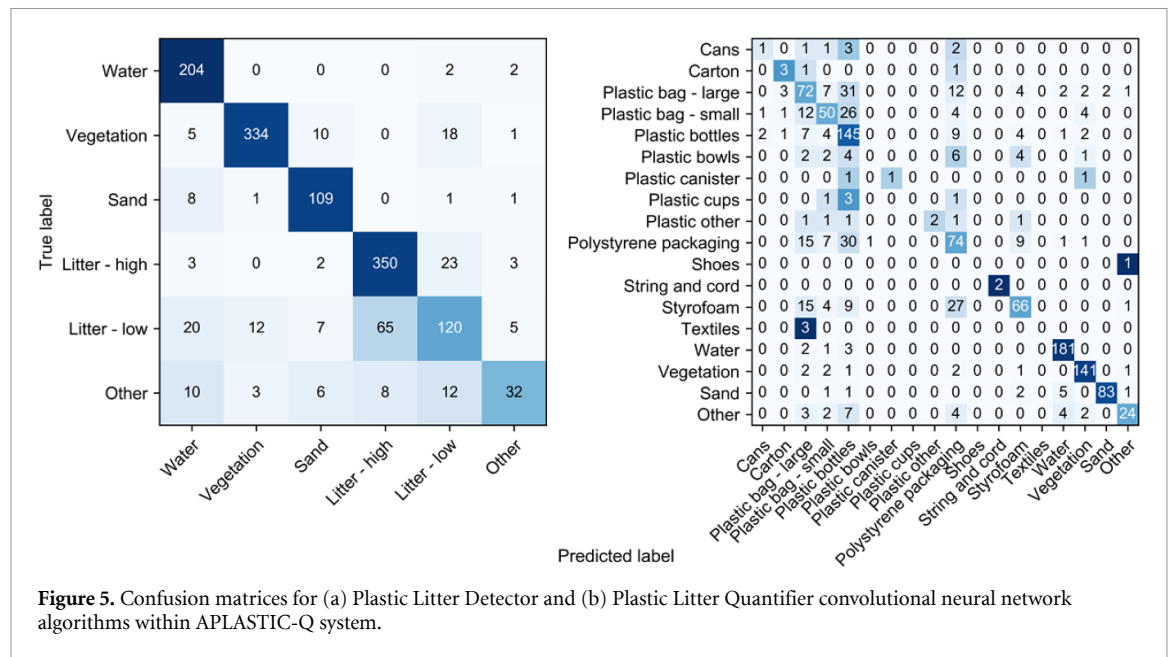 True label
Water 204 0 0 0 2 2
Vegetation 5 334 10 0 18 1
Sand 8 1 109 0 1 1
Litter - high 3 0 2 350 23 3
Litter - low 20 12 7 65 120 5
Other 10 3 6 8 12 32
Water Vegetation Sand Litter - high Litter - low Other
Cans 1 0 1 1 3 0 0 0 0 2 0 0 0 0 0 0 0 0
Carton 0 3 1 0 0 0 0 0 0 1 0 0 0 0 0 0 0 0
Plastic bag - large 0 3 72 7 31 0 0 0 0 12 0 0 4 0 2 2 2 1
Plastic bag - small 1 1 12 50 26 0 0 0 0 4 0 0 0 0 0 4 0 0
Plastic bottles 2 1 7 4 145 0 0 0 0 9 0 0 4 0 1 2 0 0
Plastic bowls 0 0 2 2 4 0 0 0 0 6 0 0 4 0 0 1 0 0
Plastic canister 0 0 0 0 1 0 1 0 0 0 0 0 0 0 0 1 0 0
Plastic cups 0 0 0 1 3 0 0 0 0 1 0 0 0 0 0 0 0 0
Plastic other 0 0 1 1 1 0 0 0 2 1 0 0 1 0 0 0 0 0
Polystyrene packaging 0 0 15 7 30 1 0 0 0 74 0 0 9 0 1 1 0 0
Shoes 0 0 0 0 0 0 0 0 0 0 0 0 0 0 0 0 0 1
String and cord 0 0 0 0 0 0 0 0 0 0 0 2 0 0 0 0 0 0
Styrofoam 0 0 15 4 9 0 0 0 0 27 0 0 66 0 0 0 0 1
Textiles 0 0 3 0 0 0 0 0 0 0 0 0 0 0 0 0 0 0
Water 0 0 2 1 3 0 0 0 0 0 0 0 0 0 181 0 0 0
Vegetation 0 0 2 2 1 0 0 0 0 2 0 0 1 0 0 141 0 1
Sand 0 0 0 1 1 0 0 0 0 0 0 0 2 0 5 0 83 1
Other 0 0 3 2 7 0 0 0 0 4 0 0 0 0 4 2 0 24
Cans Carton Plastic bag - large Plastic bag - small Plastic bottles Plastic bowls Plastic canister Plastic cups Plastic other Polystyrene packaging Shoes String and cord Styrofoam Textiles Water Vegetation Sand Other
Predicted label
Figure 5. Confusion matrices for (a) Plastic Litter Detector and (b) Plastic Litter Quantifier convolutional neural network
algorithms within APLASTIC-Q system.